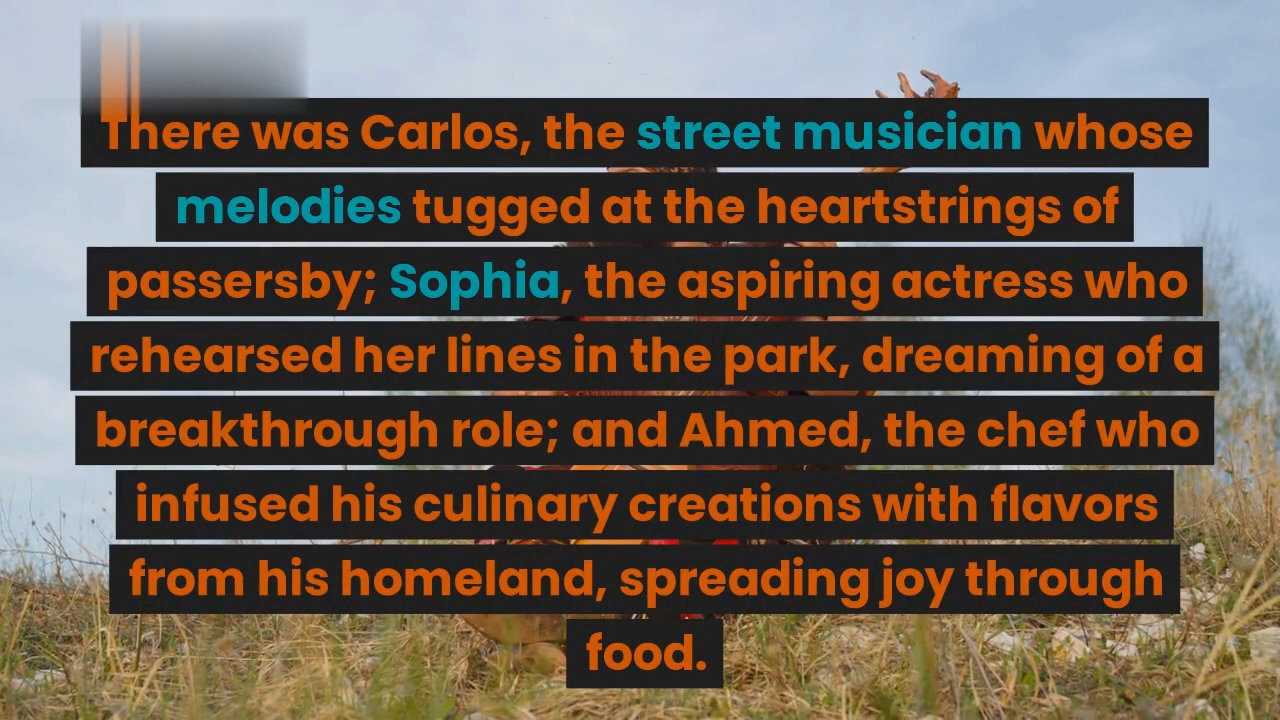 There was Carlos, the street musician whose
melodies tugged at the heartstrings of
passersby; Sophia, the aspiring actress who
rehearsed her lines in the park, dreaming of a
breakthrough role; and Ahmed, the chef who
infused his culinary creations with flavors
from his homeland, spreading joy through
food.